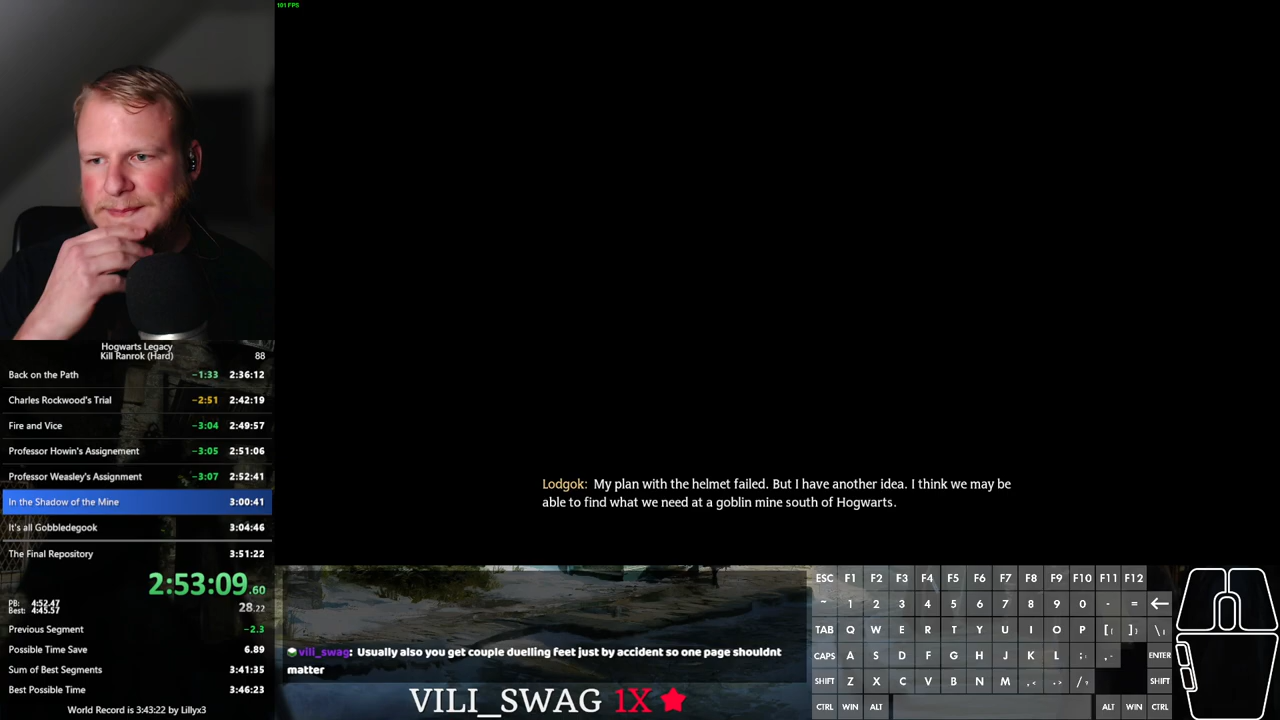 101 FPS
Lodgok: My plan with the helmet failed. But I have another idea. I think we may be
able to find what we need at a goblin mine south of Hogwarts.
Hogwarts Legacy
Kill Ranrok (Hard) 88
Back on the Path -1:33 2:36:12
Charles Rockwood's Trial -2:51 2:42:19
Fire and Vice -3:04 2:49:57
Professor Howin's Assignement -3:05 2:51:06
Professor Weasley's Assignment -3:07 2:52:41
In the Shadow of the Mine 3:00:41
It's all Gobbledegook 3:04:46
The Final Repository 3:51:22
2:53:09.60
PB: 4:52.47
Best: 4:45.57 28.22
Previous Segment -2.3
Possible Time Save 6.89
Sum of Best Segments 3:41:35
Best Possible Time 3:46:23
World Record is 3:43:22 by Lillyx3
vili_swag: Usually also you get couple duelling feet just by accident so one page shouldnt
matter
VILI_SWAG 1X
ESC F1 F2 F3 F4 F5 F6 F7 F8 F9 F10 F11 F12
~ 1 2 3 4 5 6 7 8 9 0 - =
TAB Q W E R T Y U I O P [{ ]} \|
CAPS A S D F G H J K L ; ENTER
SHIFT Z X C V B N M ,< .> /? SHIFT
CTRL WIN ALT ALT WIN CTRL